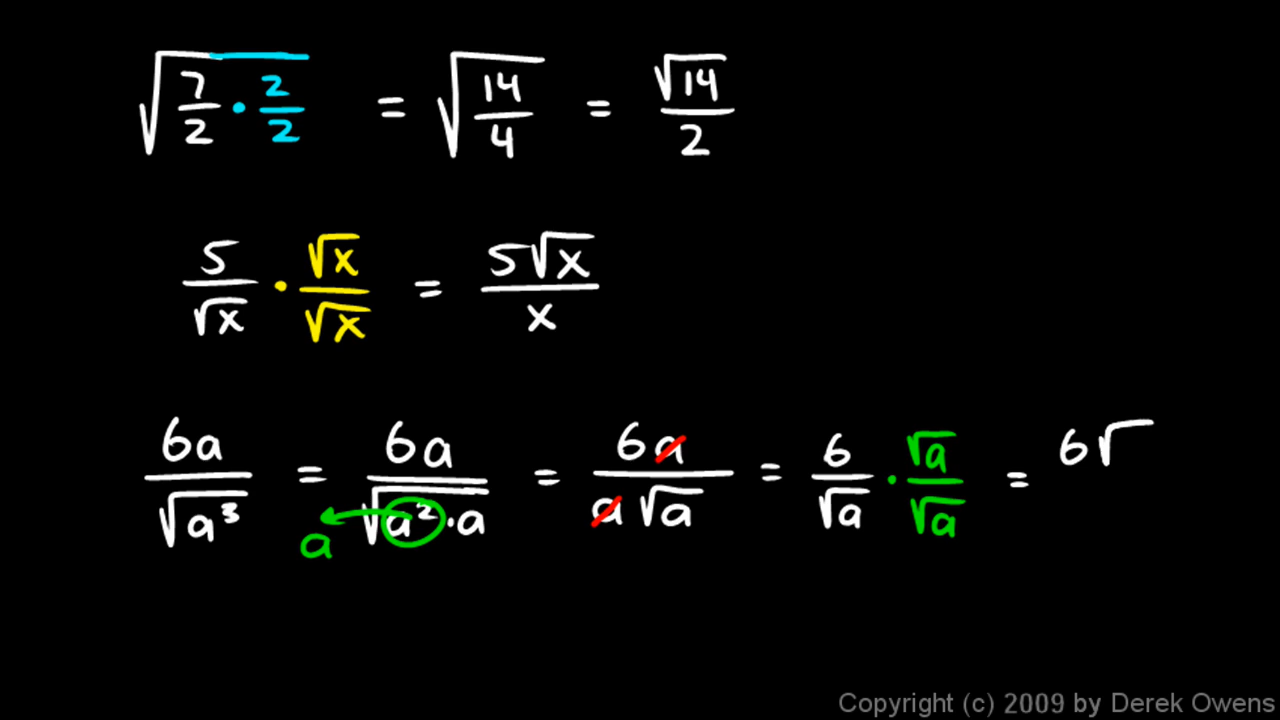 √(7/2 · 2/2) = √(14/4) = √14/2
5/√x · √x/√x = 5√x/x
6a/√a³ = 6a/√(a²·a) = 6a/a√a = 6/√a · √a/√a = 6√
a
Copyright (c) 2009 by Derek Owens